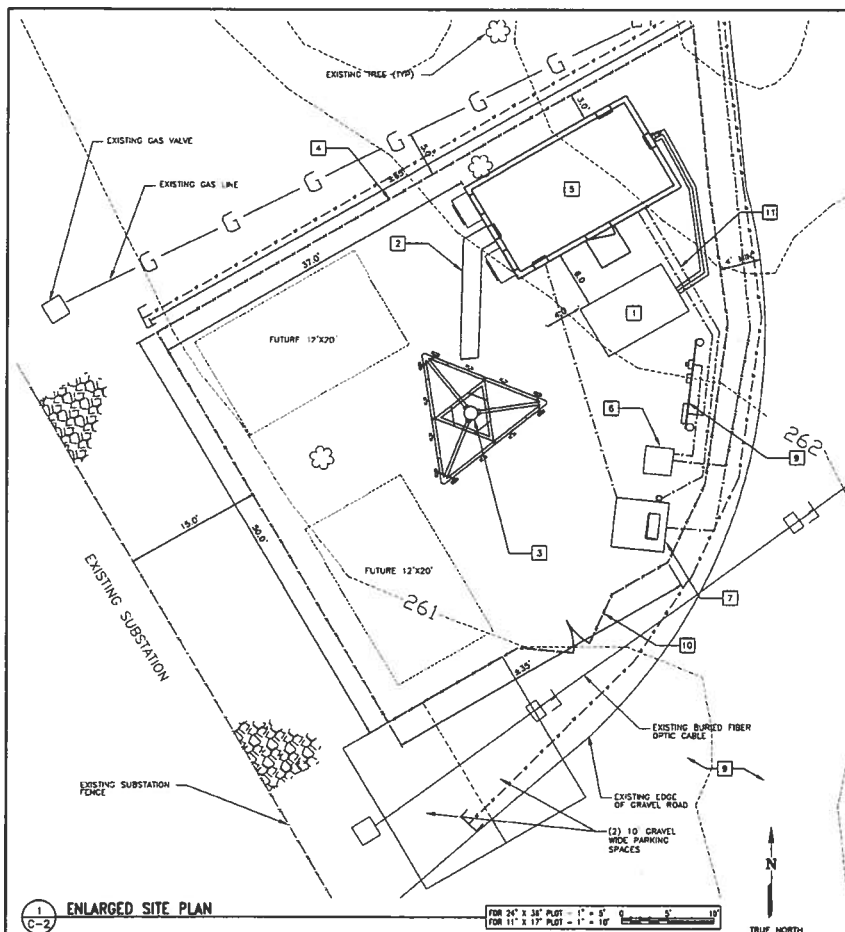 EXISTING TREE (TYP)
EXISTING GAS VALVE
EXISTING GAS LINE
G
G
G
G
G
G
G
4
3.0'
5
2
11
37.0'
6.0
1
FUTURE 12'X20'
6
9
262
15.0'
50.0'
3
EXISTING SUBSTATION
FUTURE 12'X20'
261
7
10
±35'
EXISTING BURIED FIBER
OPTIC CABLE
9
EXISTING SUBSTATION
FENCE
EXISTING EDGE
OF GRAVEL ROAD
(2) 10' GRAVEL
WIDE PARKING
SPACES
N
TRUE NORTH
1
C-2
ENLARGED SITE PLAN
FOR 24" X 36" PLOT - 1" = 5'
FOR 11" X 17" PLOT - 1" = 10'
0 5' 10'